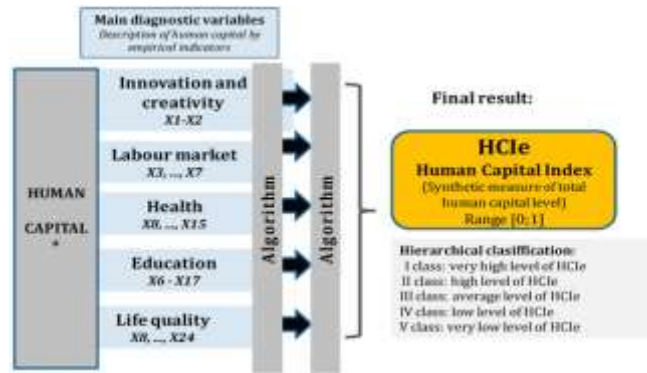 Main diagnostic variables
Description of human capital by
empirical indicators
HUMAN
CAPITAL
*
Innovation and
creativity
X1-X2
Labour market
X3, ..., X7
Health
X8, ..., X15
Education
X6 - X17
Life quality
X8, ..., X24
Algorithm
Algorithm
Final result:
HCIe
Human Capital Index
(Synthetic measure of total
human capital level)
Range [0;1]
Hierarchical clasiffication:
I class: very high level of HCIe
II class: high level of HCIe
III class: average level of HCIe
IV class: low level of HCIe
V class: very low level of HCIe